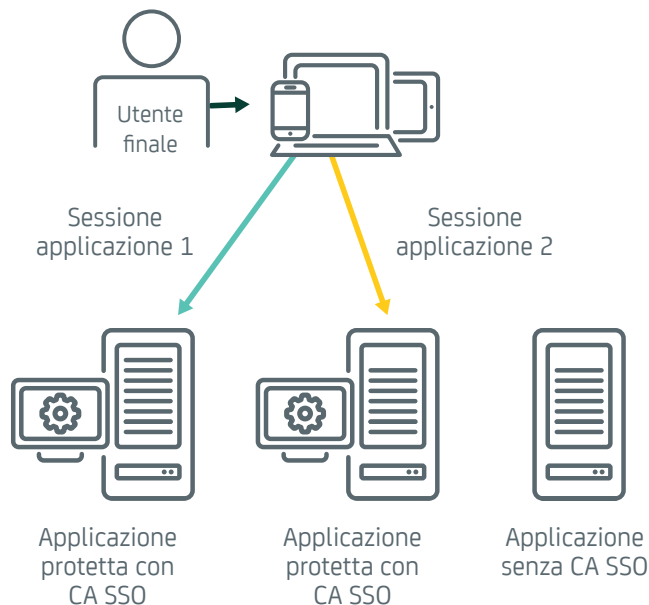 Utente
finale
Sessione
applicazione 1
Sessione
applicazione 2
Applicazione
protetta con
CA SSO
Applicazione
protetta con
CA SSO
Applicazione
senza CA SSO